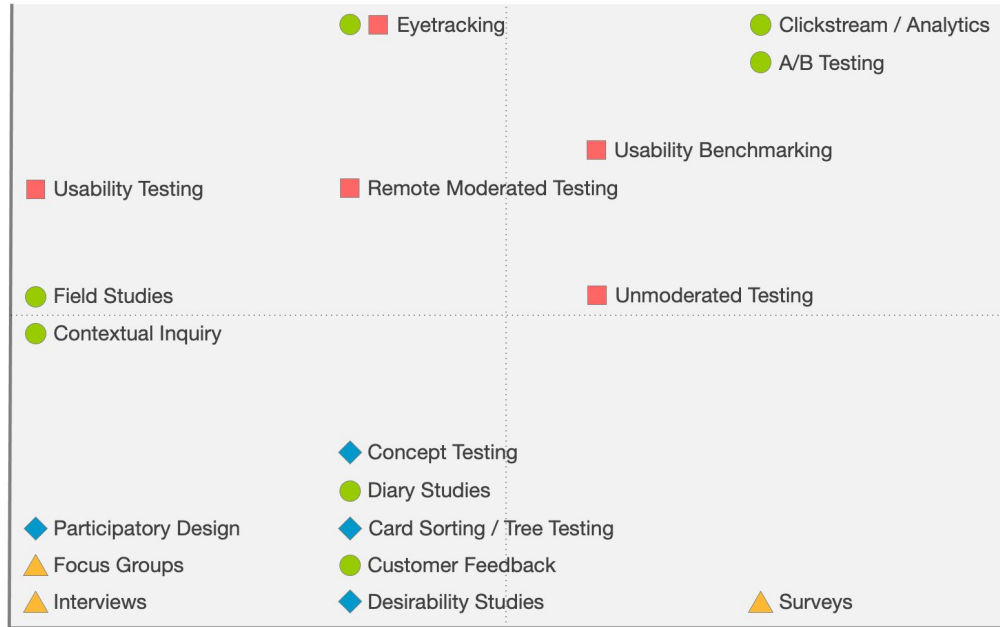 Eyetracking
Clickstream / Analytics
A/B Testing
Usability Benchmarking
Usability Testing
Remote Moderated Testing
Field Studies
Unmoderated Testing
Contextual Inquiry
Concept Testing
Diary Studies
Participatory Design
Card Sorting / Tree Testing
Focus Groups
Customer Feedback
Interviews
Desirability Studies
Surveys